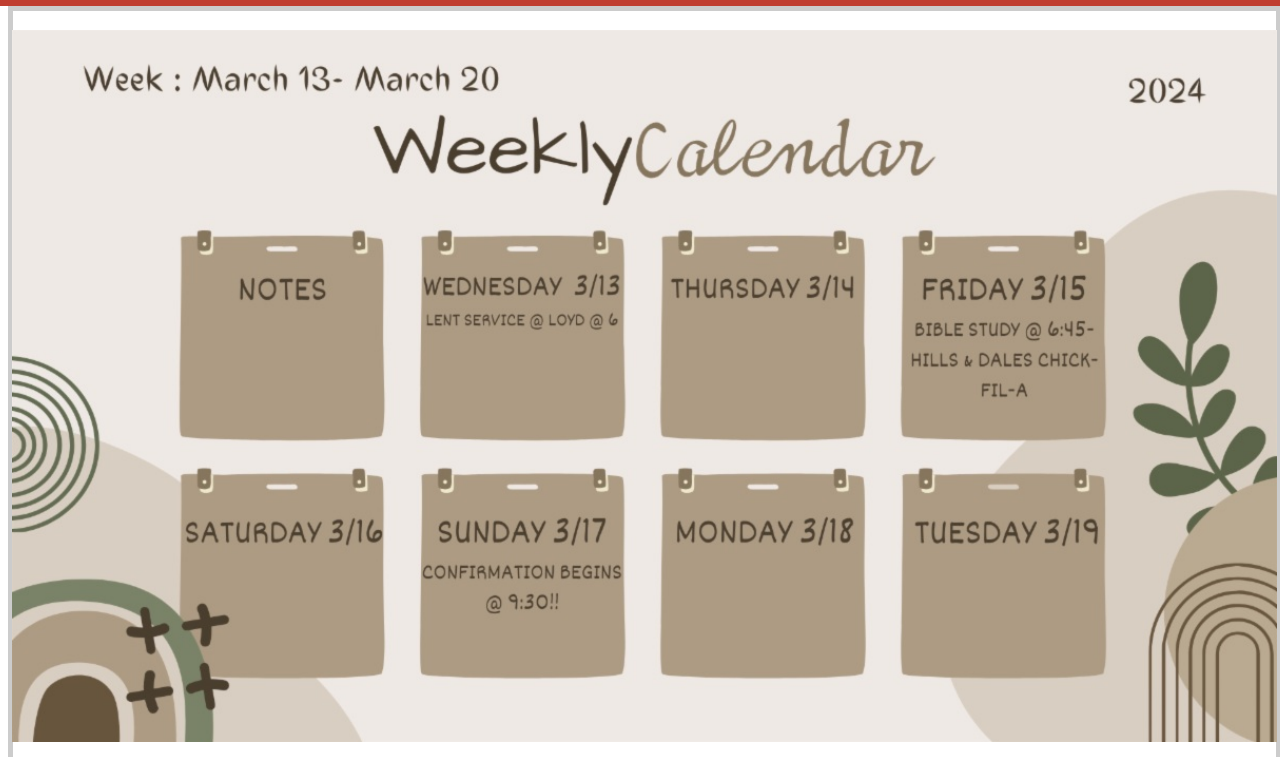 Week : March 13- March 20
2024
Weekly Calendar
NOTES
WEDNESDAY 3/13
LENT SERVICE @ LOYD @ 6
THURSDAY 3/14
FRIDAY 3/15
BIBLE STUDY @ 6:45-
HILLS & DALES CHICK-
FIL-A
SATURDAY 3/16
SUNDAY 3/17
CONFIRMATION BEGINS
@ 9:30!!
MONDAY 3/18
TUESDAY 3/19